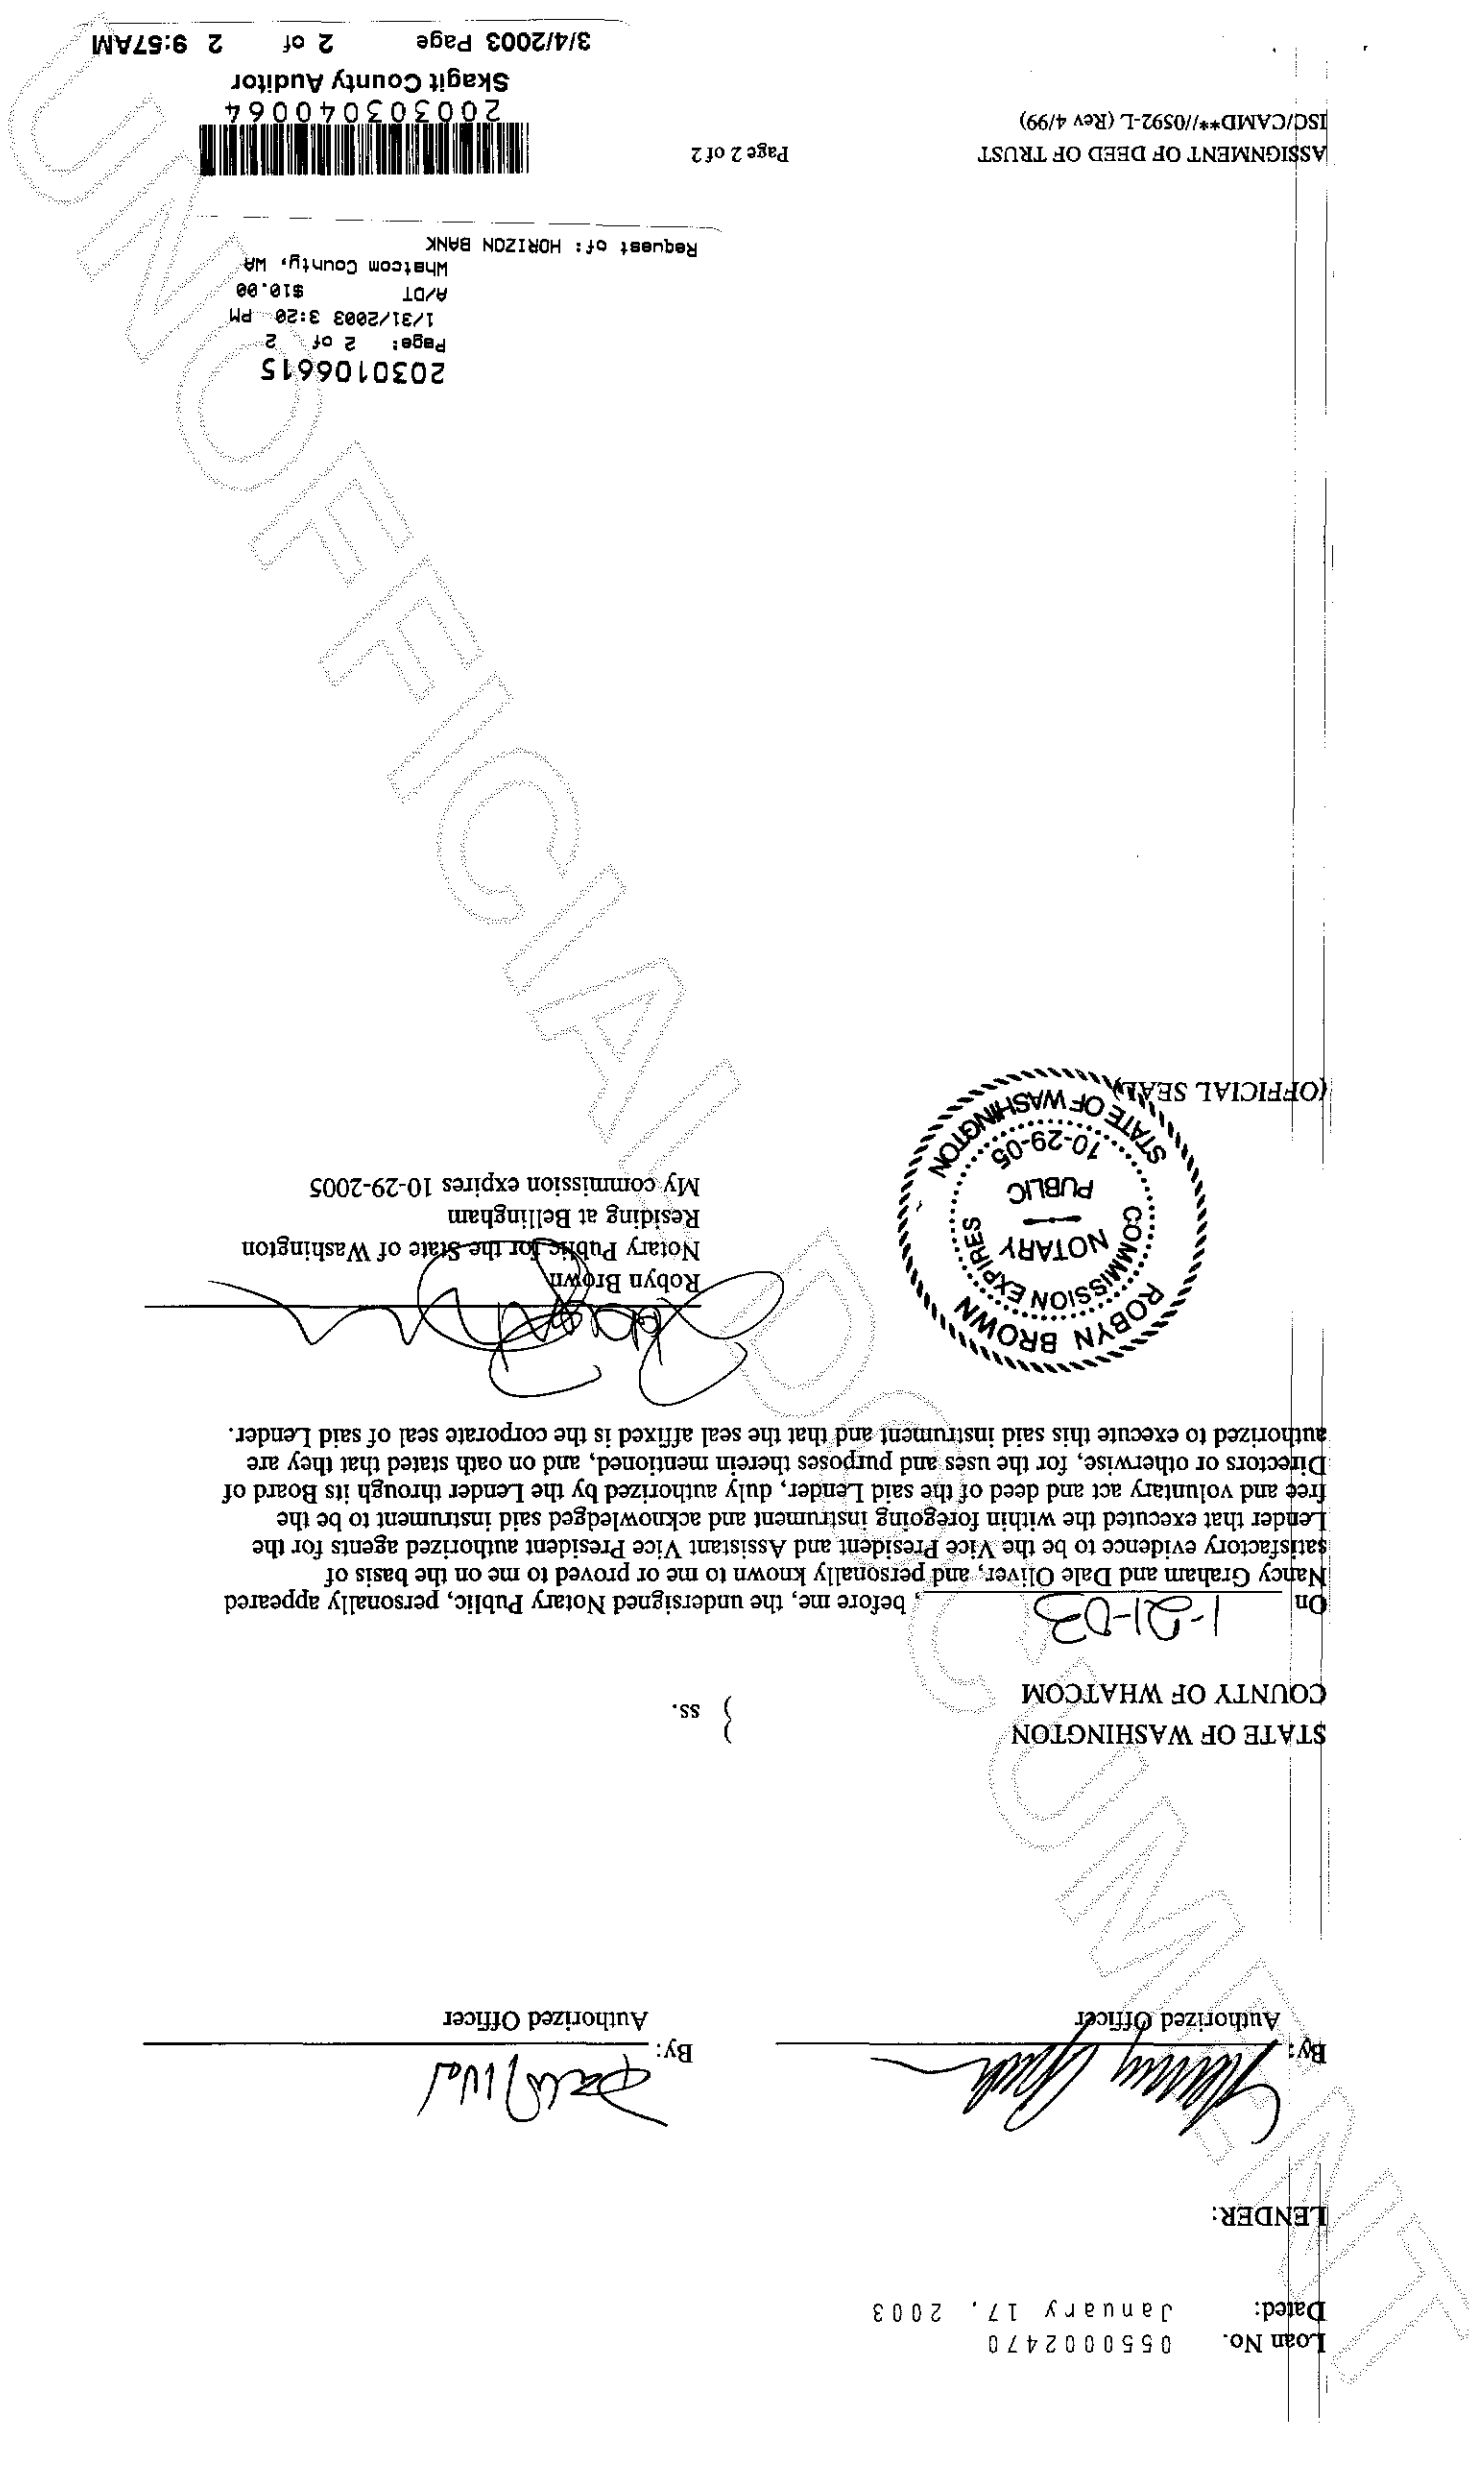 Loan No. 0550002470
Dated: January 17, 2003
LENDER:
By: By:
Authorized Officer Authorized Officer
STATE OF WASHINGTON
} ss.
COUNTY OF WHATCOM
On 1-21-03, before me, the undersigned Notary Public, personally appeared
Nancy Graham and Dale Oliver, and personally known to me or proved to me on the basis of
satisfactory evidence to be the Vice President and Assistant Vice President authorized agents for the
Lender that executed the within foregoing instrument and acknowledged said instrument to be the
free and voluntary act and deed of the said Lender, duly authorized by the Lender through its Board of
Directors or otherwise, for the uses and purposes therein mentioned, and on oath stated that they are
authorized to execute this said instrument and that the seal affixed is the corporate seal of said Lender.
Robyn Brown
Notary Public for the State of Washington
Residing at Bellingham
My commission expires 10-29-2005
ROBYN BROWN
COMMISSION EXPIRES
NOTARY
PUBLIC
10-29-05
STATE OF WASHINGTON
(OFFICIAL SEAL)
2030106615
Page: 2 of 2
1/31/2003 3:20 PM
A/DT $10.00
Whatcom County, WA
Request of: HORIZON BANK
ASSIGNMENT OF DEED OF TRUST Page 2 of 2
ISC/CAMD**//0592-L (Rev 4/99)
200303040064
Skagit County Auditor
3/4/2003 Page 2 of 2 9:57AM
UNOFFICIAL DOCUMENT